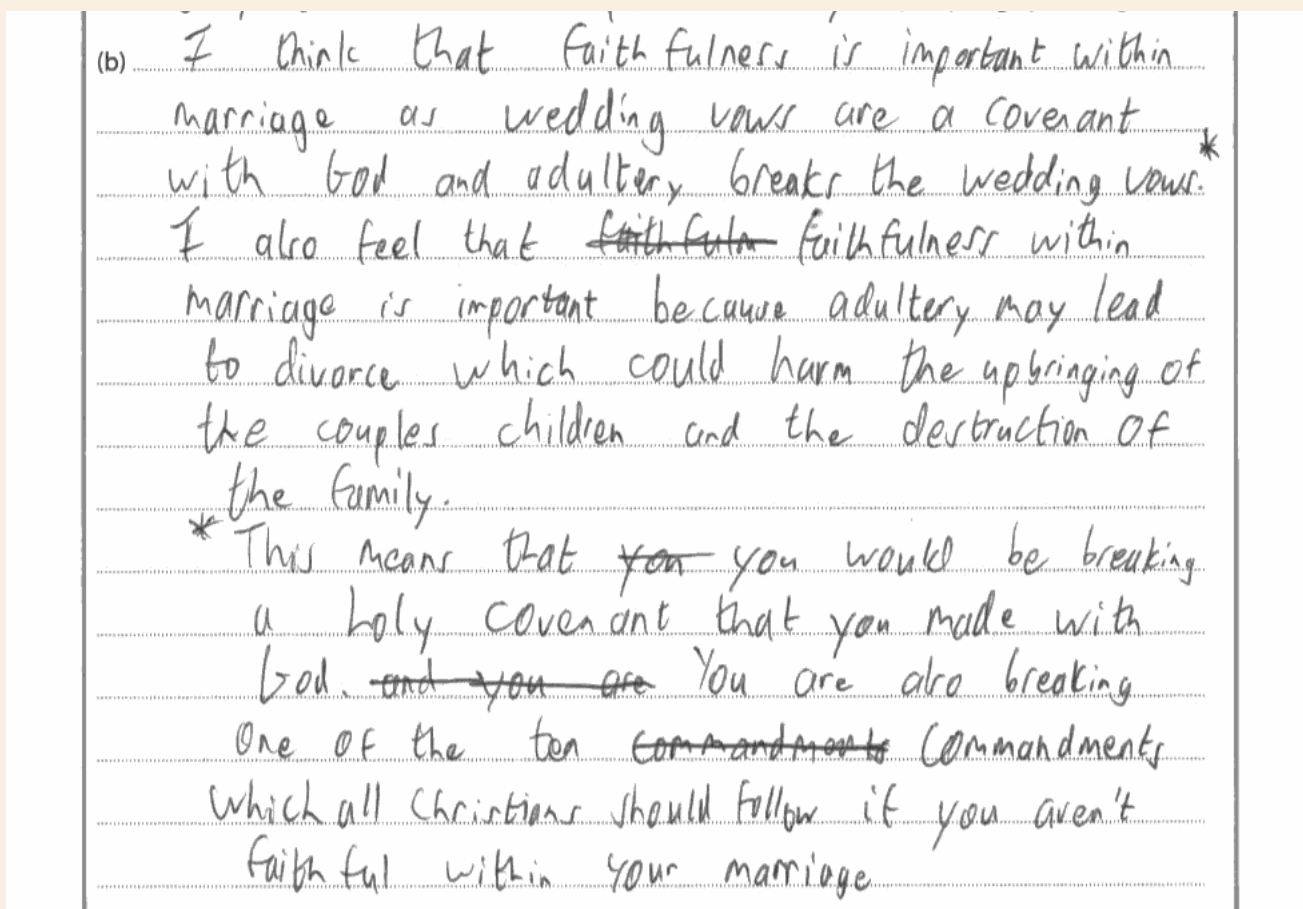 (b) I think that faithfulness is important within
marriage as wedding vows are a covenant
with God and adultery breaks the wedding vows.*
I also feel that faithfuln faithfulness within
marriage is important because adultery may lead
to divorce which could harm the upbringing of
the couples children and the destruction of
the family.
* This means that you you would be breaking
a holy covenant that you made with
God. and you are You are also breaking
one of the ten commandments Commandments
which all Christians should follow if you aren't
faithful within your marriage